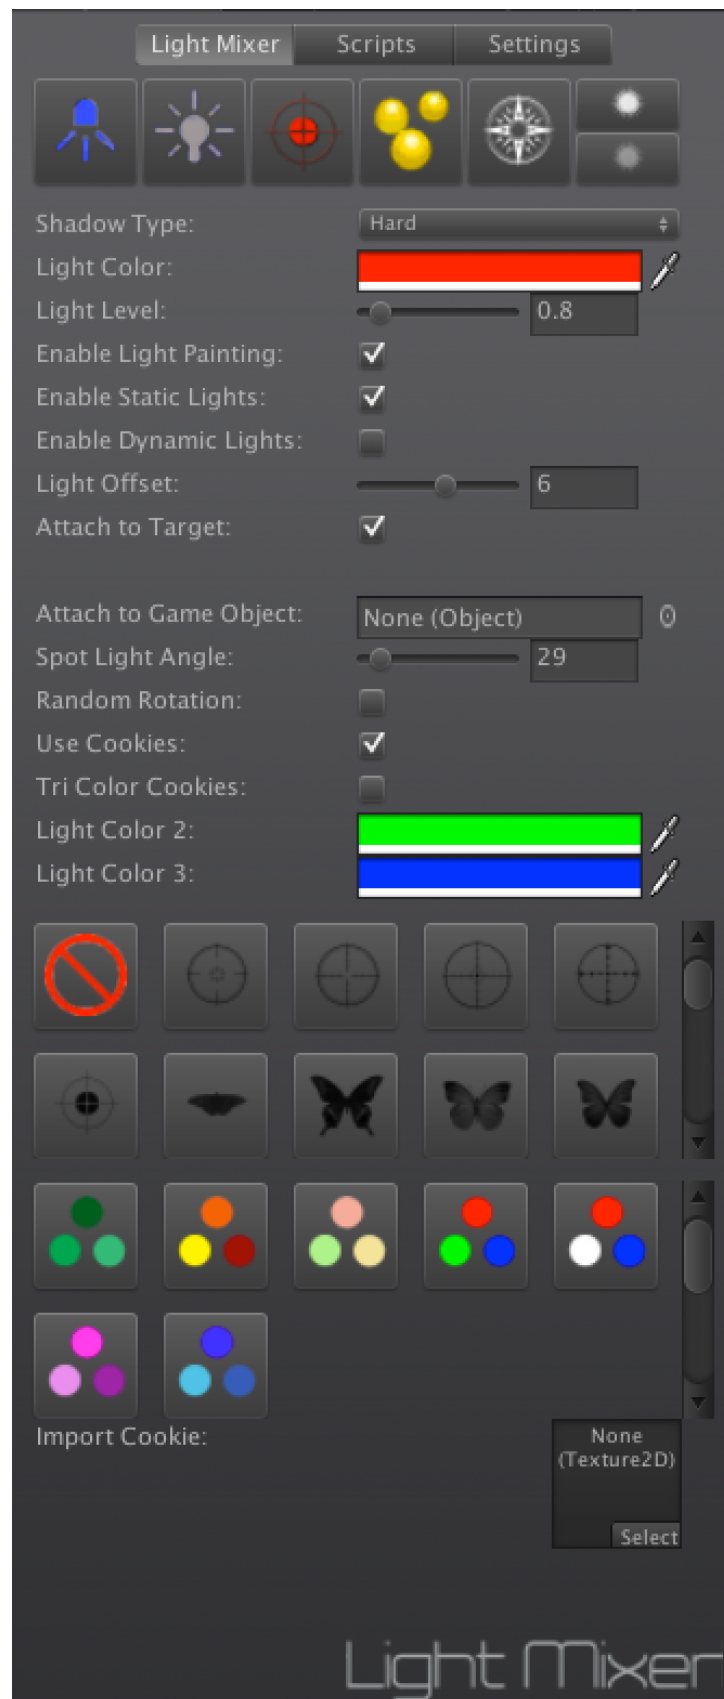 Light Mixer Scripts Settings
Shadow Type: Hard
Light Color:
Light Level: 0.8
Enable Light Painting:
Enable Static Lights:
Enable Dynamic Lights:
Light Offset: 6
Attach to Target:
Attach to Game Object: None (Object)
Spot Light Angle: 29
Random Rotation:
Use Cookies:
Tri Color Cookies:
Light Color 2:
Light Color 3:
Import Cookie: None
(Texture2D)
Select
Light Mixer